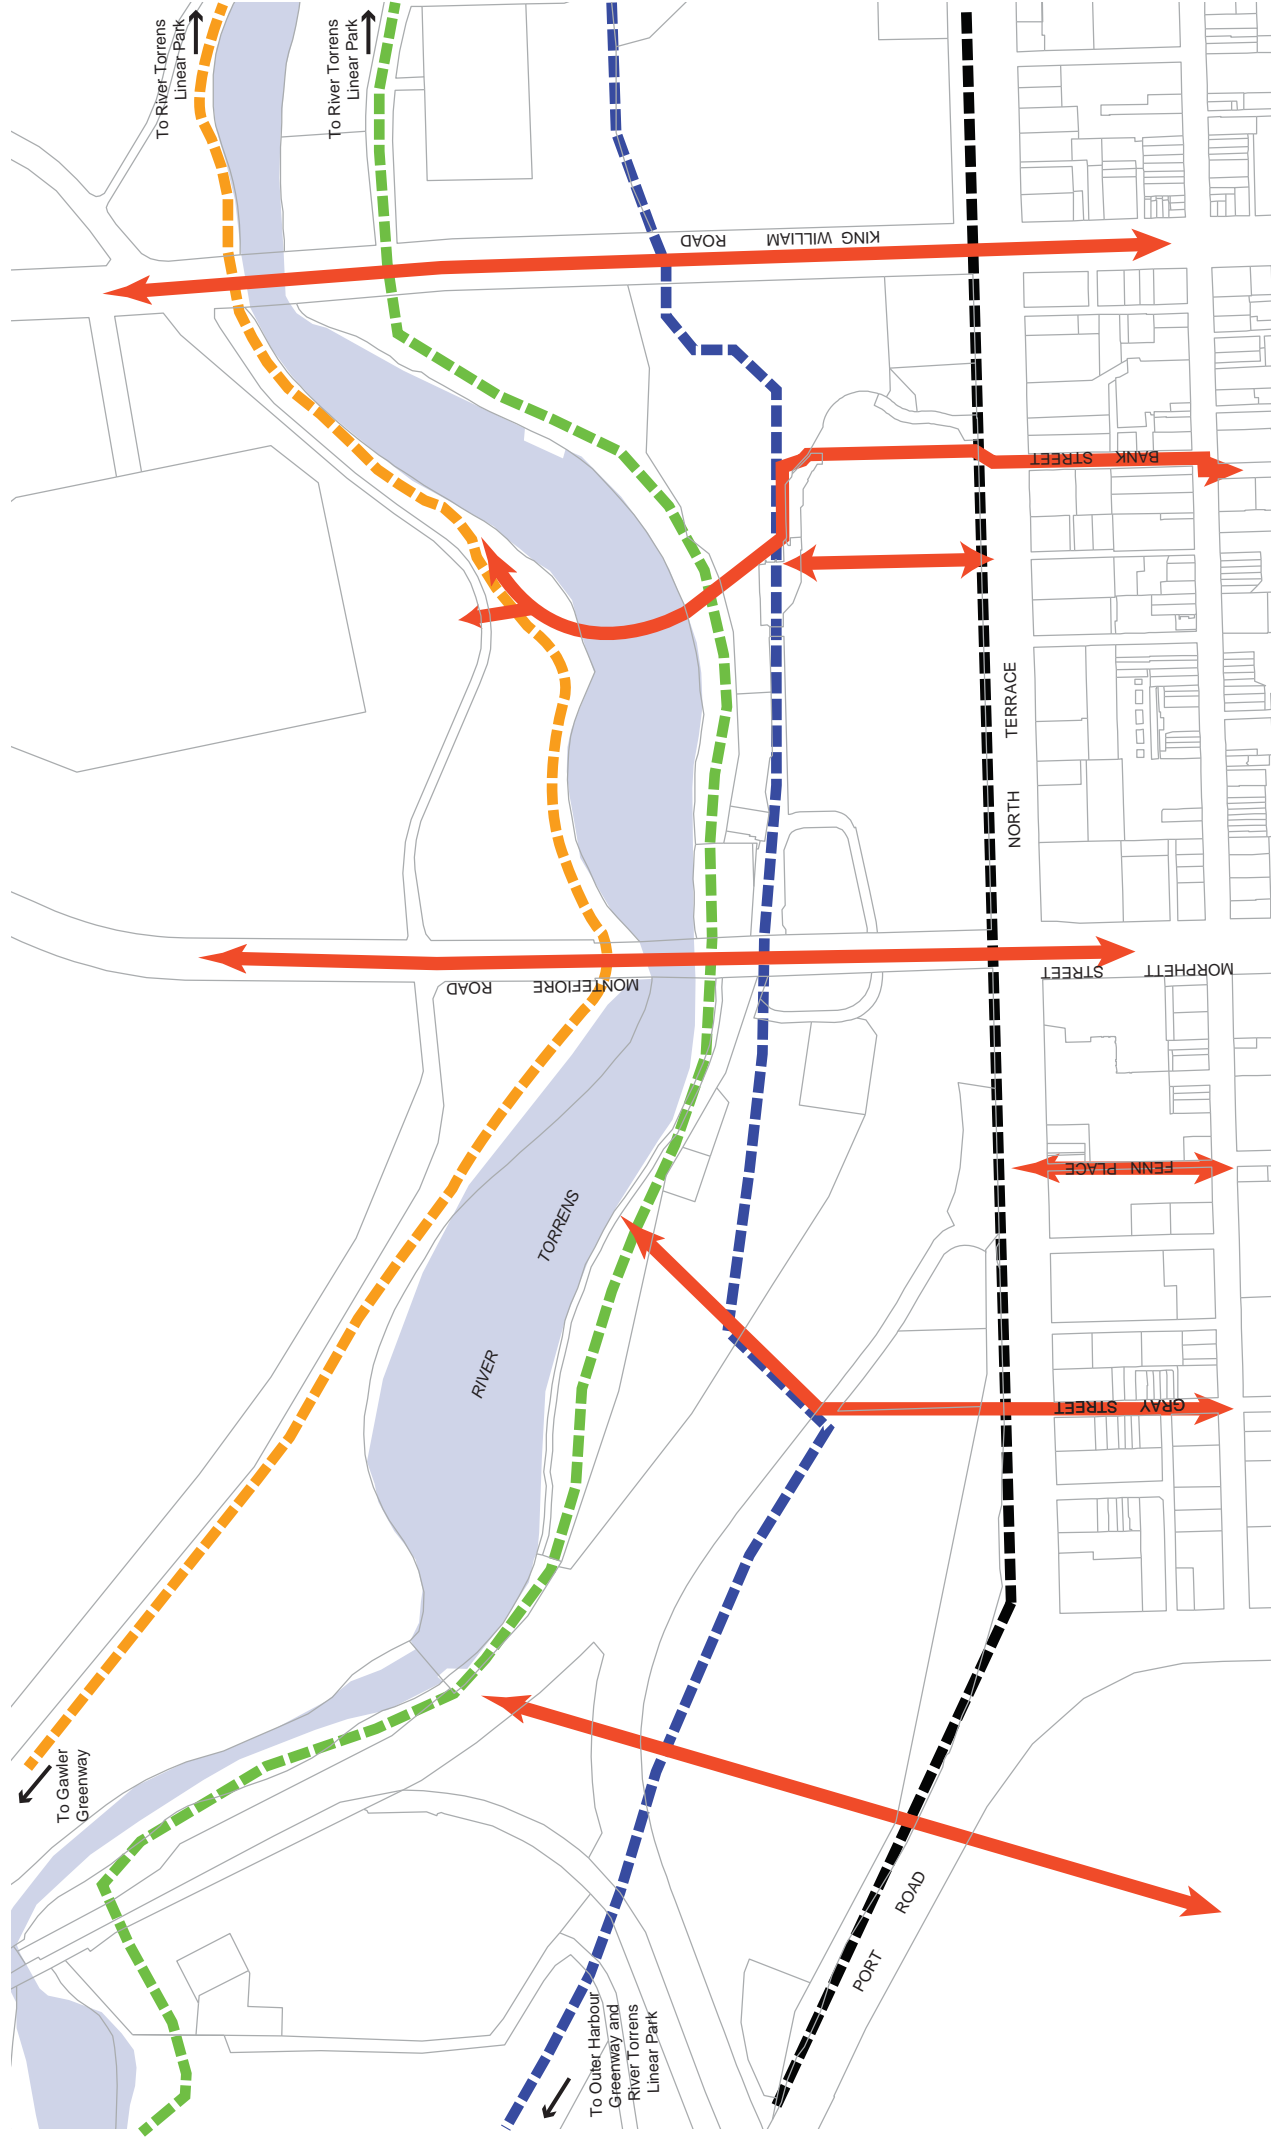 To River Torrens
Linear Park
To River Torrens
Linear Park
KING WILLIAM ROAD
BANK STREET
NORTH TERRACE
MONTEFIORE ROAD
MORPHETT STREET
FENN PLACE
RIVER TORRENS
GRAY STREET
To Gawler
Greenway
PORT ROAD
To Outer Harbour
Greenway and
River Torrens
Linear Park